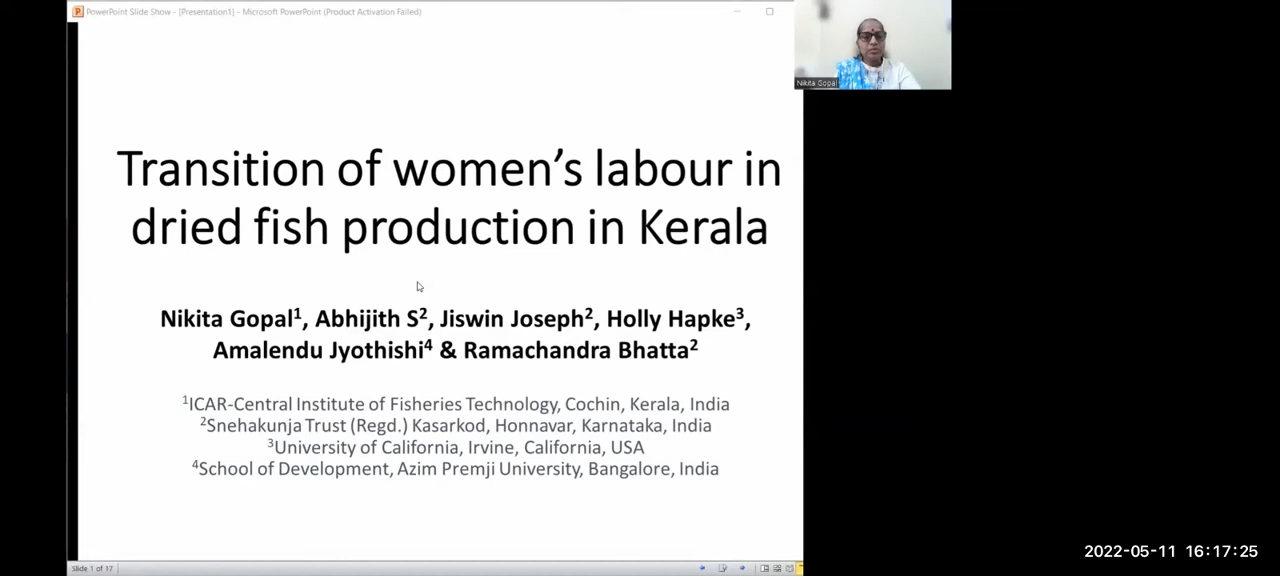 PowerPoint Slide Show - [Presentation1] - Microsoft PowerPoint (Product Activation Failed)
Nikita Gopal
Transition of women’s labour in
dried fish production in Kerala
Nikita Gopal¹, Abhijith S², Jiswin Joseph², Holly Hapke³,
Amalendu Jyothishi⁴ & Ramachandra Bhatta²
¹ICAR-Central Institute of Fisheries Technology, Cochin, Kerala, India
²Snehakunja Trust (Regd.) Kasarkod, Honnavar, Karnataka, India
³University of California, Irvine, California, USA
⁴School of Development, Azim Premji University, Bangalore, India
2022-05-11 16:17:25
Slide 1 of 17